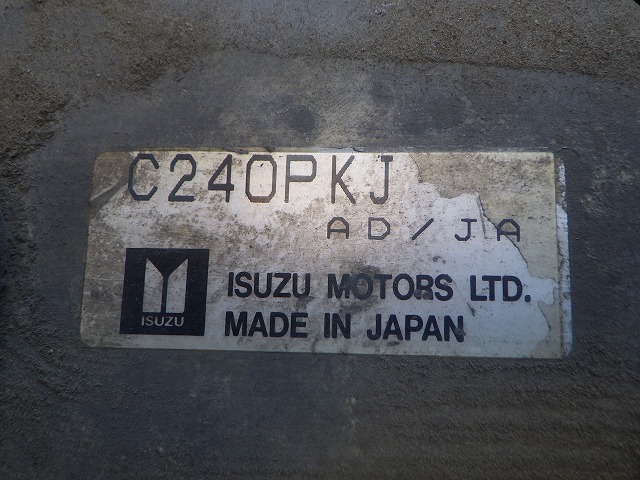 C240PKJ
AD/JA
ISUZU
ISUZU MOTORS LTD.
MADE IN JAPAN